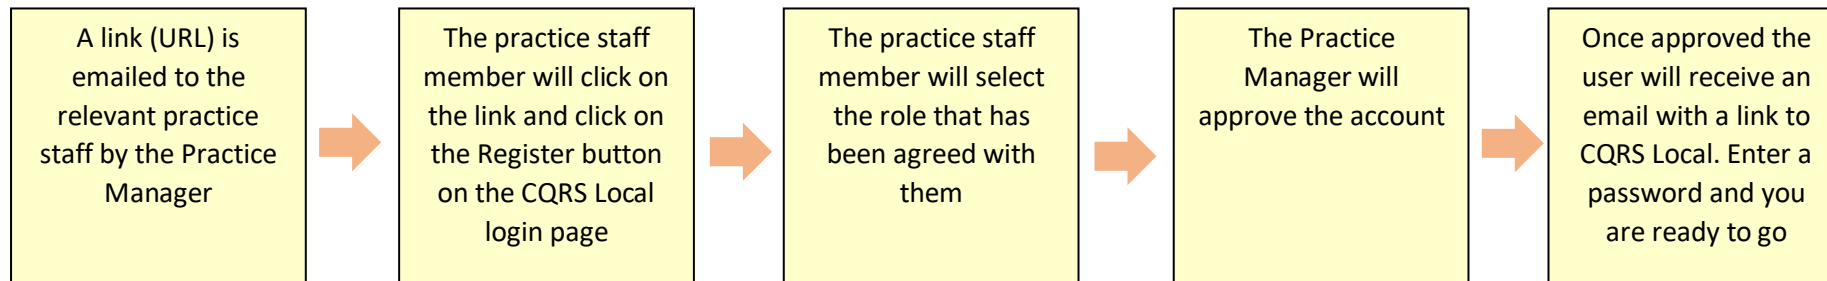 A link (URL) is
emailed to the
relevant practice
staff by the Practice
Manager
The practice staff
member will click on
the link and click on
the Register button
on the CQRS Local
login page
The practice staff
member will select
the role that has
been agreed with
them
The Practice
Manager will
approve the account
Once approved the
user will receive an
email with a link to
CQRS Local. Enter a
password and you
are ready to go